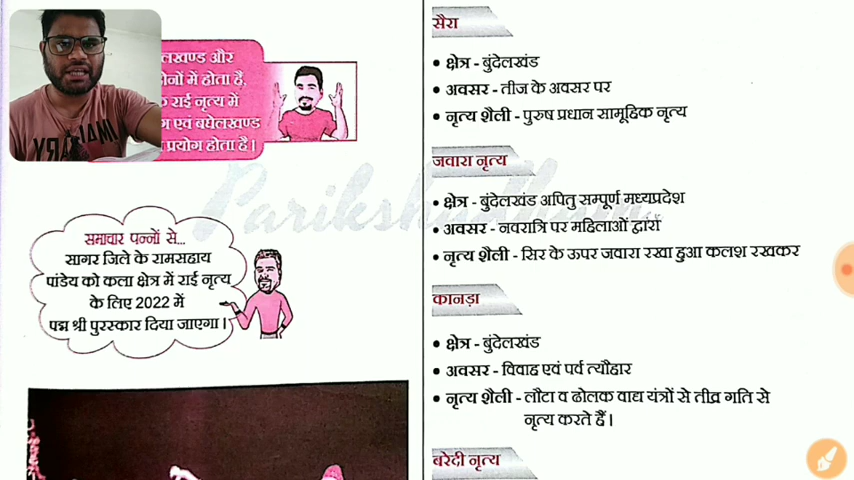 लखण्ड और
नों में होता हैं,
राई नृत्य में
एवं बघेलखण्ड
प्रयोग होता है।
समाचार पन्नों से...
सागर जिले के रामसहाय
पांडेय को कला क्षेत्र में राई नृत्य
के लिए 2022 में
पद्म श्री पुरस्कार दिया जाएगा।
सैरा
• क्षेत्र - बुंदेलखंड
• अवसर - तीज के अवसर पर
• नृत्य शैली - पुरुष प्रधान सामूहिक नृत्य
जवारा नृत्य
• क्षेत्र - बुंदेलखंड अपितु सम्पूर्ण मध्यप्रदेश
• अवसर - नवरात्रि पर महिलाओं द्वारा
• नृत्य शैली - सिर के ऊपर जवारा रखा हुआ कलश रखकर
कानड़ा
• क्षेत्र - बुंदेलखंड
• अवसर - विवाह एवं पर्व त्यौहार
• नृत्य शैली - लौटा व ढोलक वाद्य यंत्रों से तीव्र गति से
नृत्य करते हैं।
बरेदी नृत्य